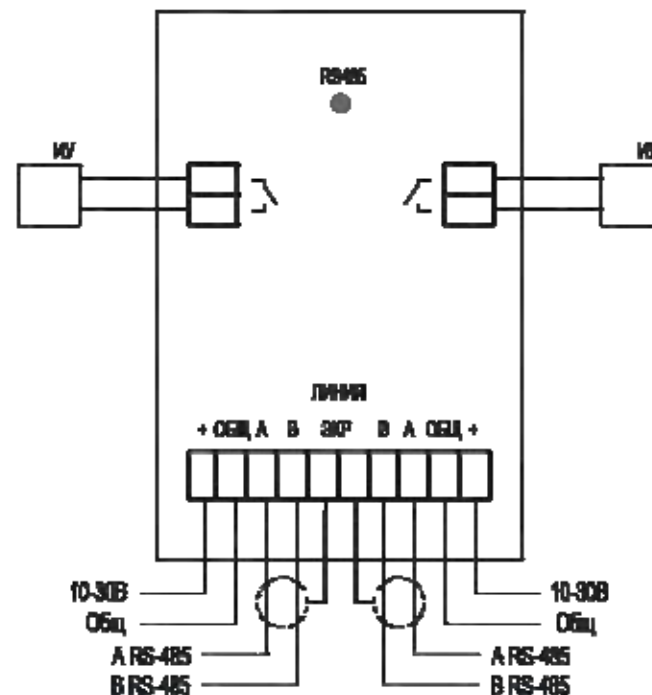 RS485
ИУ
ИУ
ЛИНИЯ
+ ОБЩ А В ЭКР В А ОБЩ +
10-30В 10-30В
Общ Общ
A RS-485 A RS-485
B RS-485 B RS-485